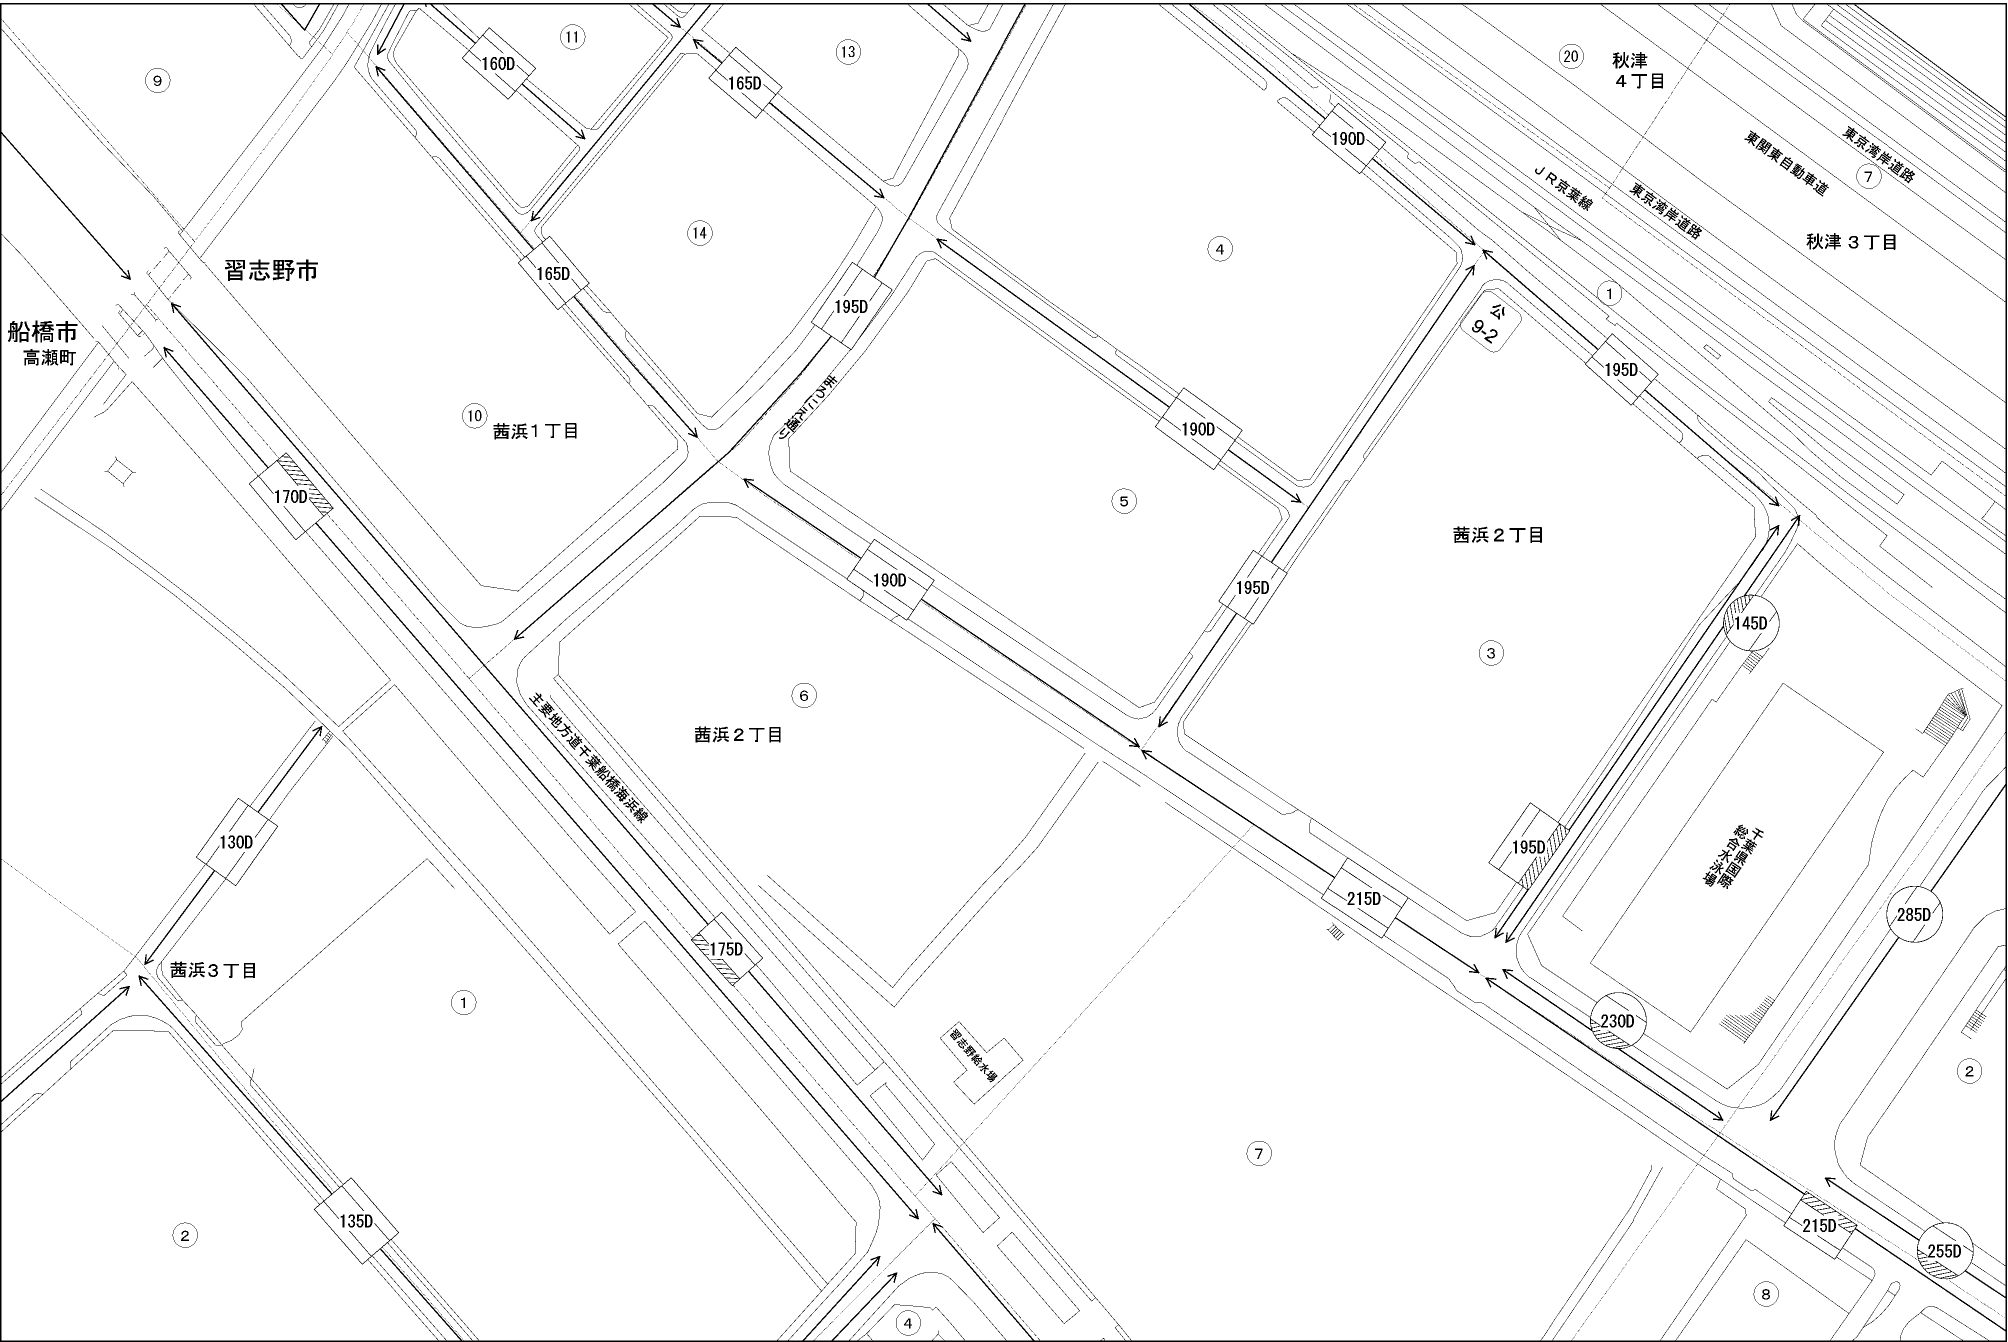 ⑪
⑬
⑳
秋津
４丁目
⑨
160D
165D
190D
東京湾岸道路
東関東自動車道
⑦
ＪＲ京葉線
東京湾岸道路
秋津３丁目
⑭
④
習志野市
165D
195D
①
公
9-2
船橋市
高瀬町
195D
まろにえ通り
⑩
茜浜１丁目
190D
170D
⑤
茜浜２丁目
190D
195D
145D
③
⑥
茜浜２丁目
主要地方道千葉船橋海浜線
130D
195D
千葉県国際
総合水泳場
215D
285D
175D
茜浜３丁目
①
230D
習志野給水場
②
⑦
135D
②
215D
255D
⑧
④